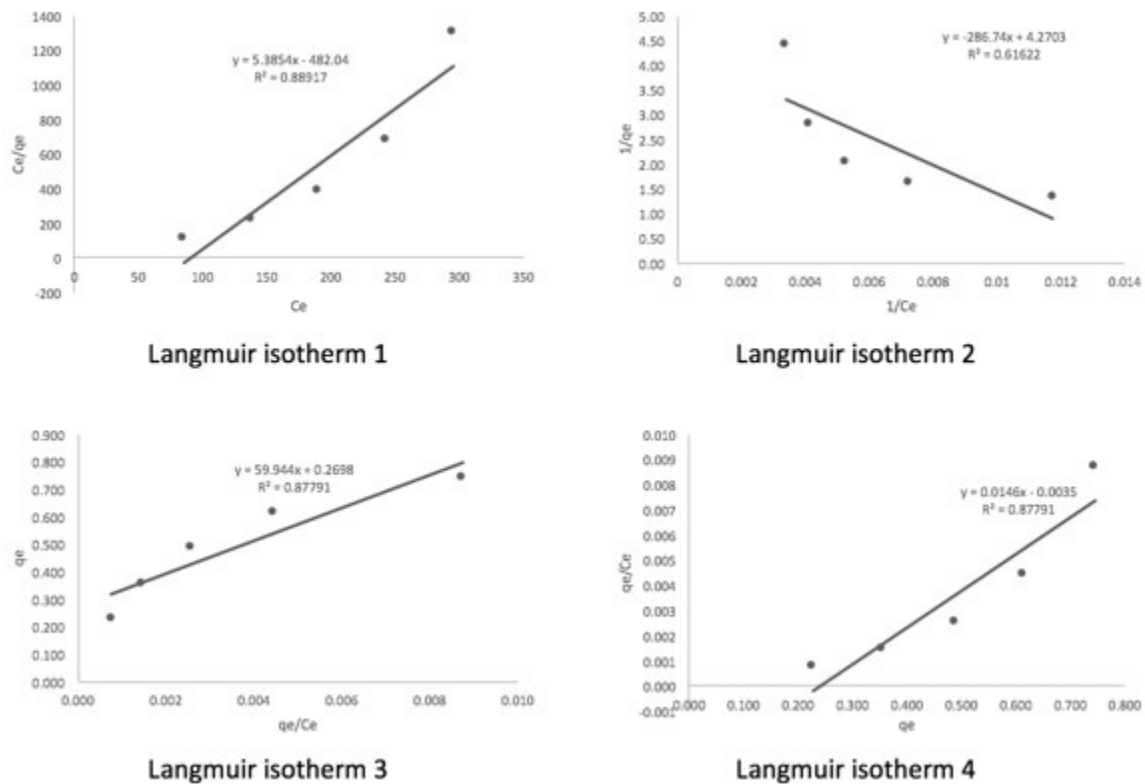 1400
1200
1000
800
600
400
200
0
-200
Ce/qe
y = 5.3854x - 482.04
R² = 0.88917
0 50 100 150 200 250 300 350
Ce
Langmuir isotherm 1
5.00
4.50
4.00
3.50
3.00
2.50
2.00
1.50
1.00
0.50
0.00
1/qe
y = -286.74x + 4.2703
R² = 0.61622
0 0.002 0.004 0.006 0.008 0.01 0.012 0.014
1/Ce
Langmuir isotherm 2
0.900
0.800
0.700
0.600
0.500
0.400
0.300
0.200
0.100
0.000
qe
y = 59.944x + 0.2698
R² = 0.87791
0.000 0.002 0.004 0.006 0.008 0.010
qe/Ce
Langmuir isotherm 3
0.010
0.009
0.008
0.007
0.006
0.005
0.004
0.003
0.002
0.001
0.000
-0.001
qe/Ce
y = 0.0146x - 0.0035
R² = 0.87791
0.000 0.100 0.200 0.300 0.400 0.500 0.600 0.700 0.800
qe
Langmuir isotherm 4